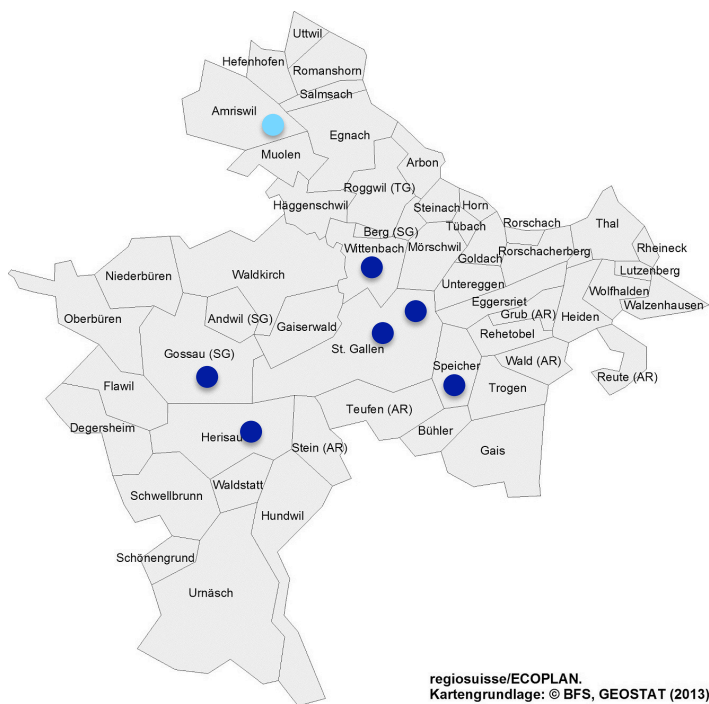 Uttwil
Hefenhofen
Romanshorn
Salmsach
Amriswil
Egnach
Muolen
Arbon
Roggwil (TG)
Häggenschwil
Steinach
Horn
Rorschach
Thal
Berg (SG)
Tübach
Wittenbach
Mörschwil
Rorschacherberg
Rheineck
Goldach
Niederbüren
Waldkirch
Lutzenberg
Untereggen
Wolfhalden
Eggersriet
Walzenhausen
Oberbüren
Andwil (SG)
Gaiserwald
Grub (AR)
Heiden
Rehetobel
St. Gallen
Gossau (SG)
Speicher
Wald (AR)
Flawil
Trogen
Reute (AR)
Teufen (AR)
Degersheim
Bühler
Herisau
Stein (AR)
Gais
Waldstatt
Schwellbrunn
Hundwil
Schönengrund
Urnäsch
regiosuisse/ECOPLAN.
Kartengrundlage: © BFS, GEOSTAT (2013)